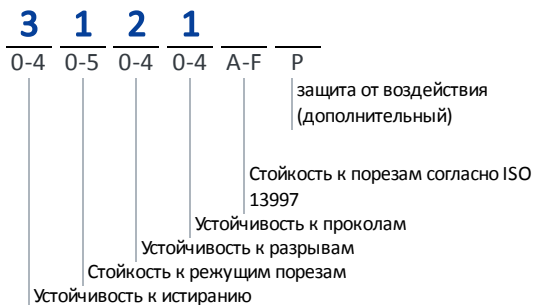 3 1 2 1
0-4 0-5 0-4 0-4 A-F P
защита от воздействия
(дополнительный)
Стойкость к порезам согласно ISO
13997
Устойчивость к проколам
Устойчивость к разрывам
Стойкость к режущим порезам
Устойчивость к истиранию